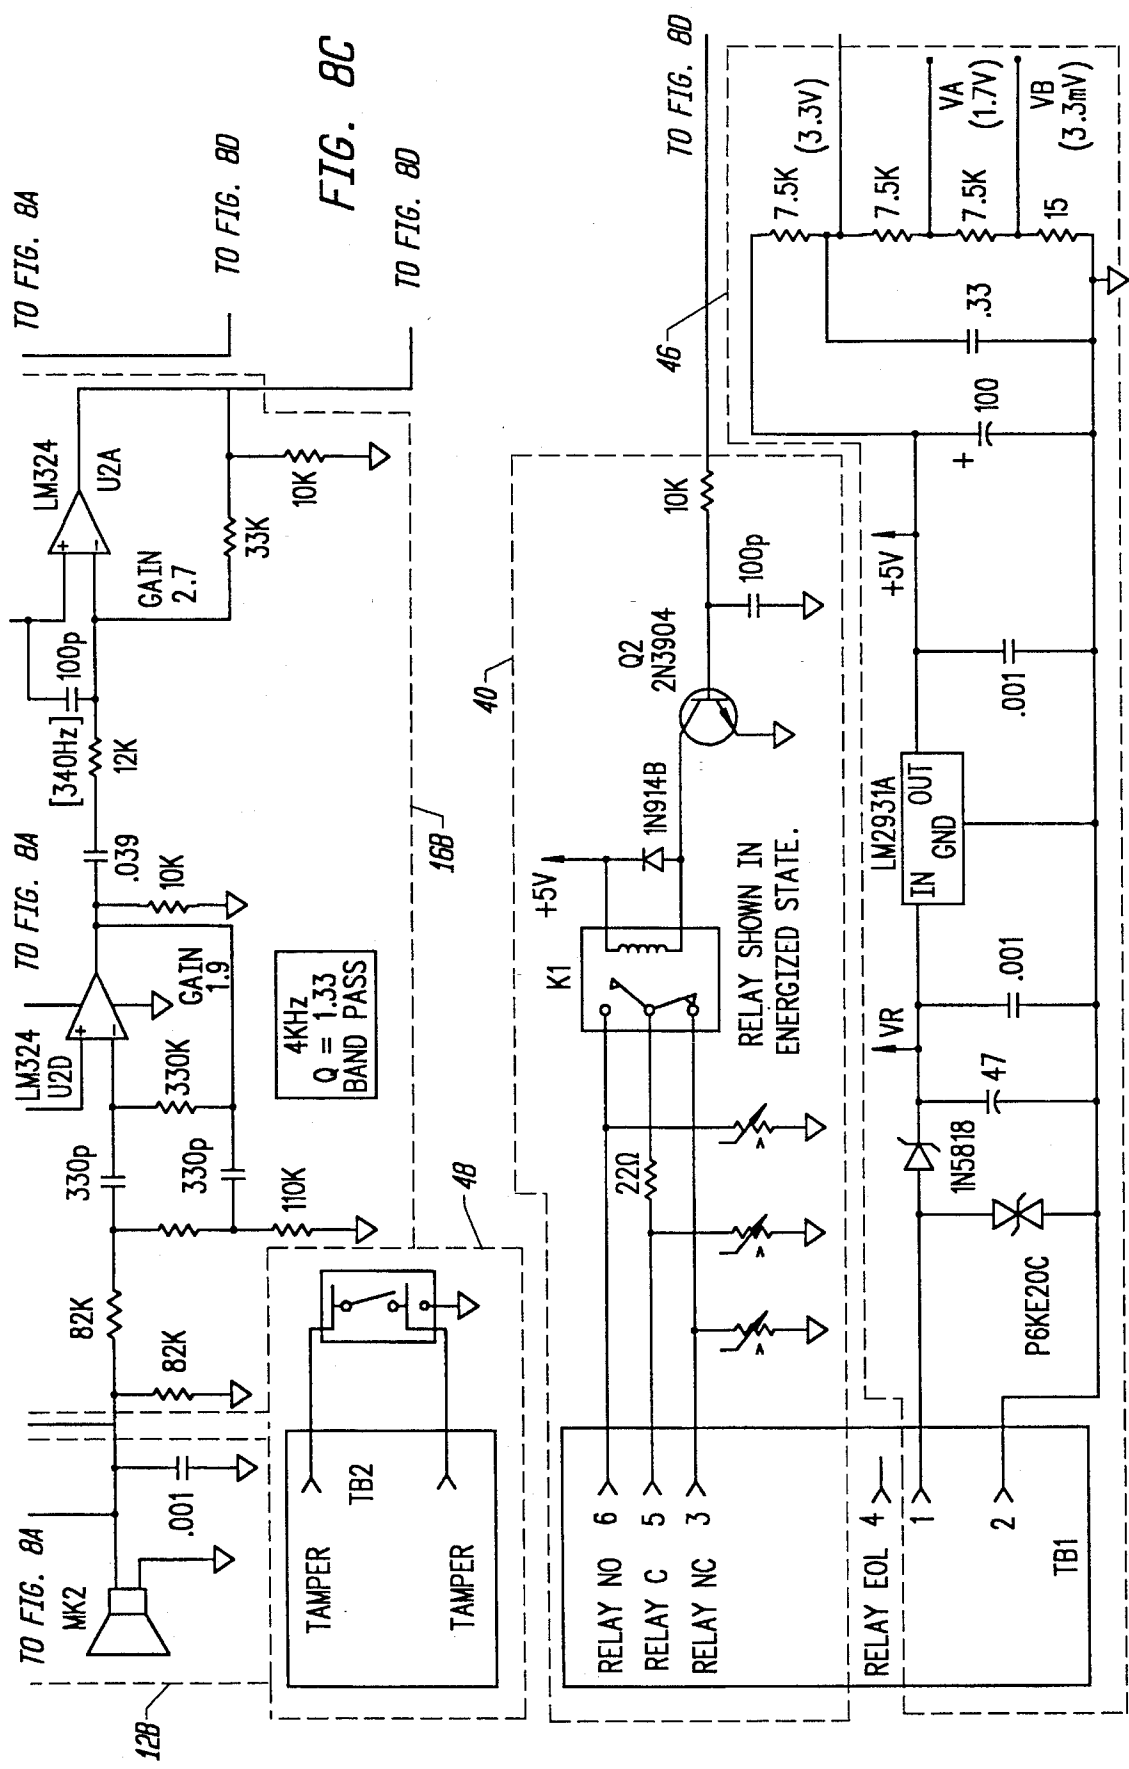 TO FIG. 8A
MK2
.001
82K
82K
330p
330p
110K
330K
LM324
U2D
+
-
GAIN
1.9
TO FIG. 8A
10K
.039
12K
[340Hz]
100p
GAIN
2.7
+
-
LM324
U2A
33K
10K
TO FIG. 8A
TO FIG. 8D
TO FIG. 8D
FIG. 8C
12B
16B
4KHz
Q = 1.33
BAND PASS
48
TAMPER
TB2
TAMPER
40
RELAY NO 6
RELAY C 5
RELAY NC 3
RELAY EOL 4
1
2
TB1
22Ω
K1
+5V
1N914B
RELAY SHOWN IN
ENERGIZED STATE.
Q2
2N3904
100p
10K
TO FIG. 8D
46
P6KE20C
1N5818
47
VR
.001
LM2931A
IN OUT
GND
.001
+5V
+
100
.33
7.5K
(3.3V)
7.5K
VA
(1.7V)
7.5K
VB
(3.3mV)
15